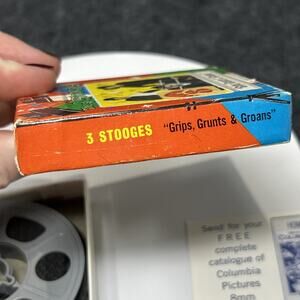 3 STOOGES "Grips, Grunts & Groans"
Send for your
FREE
complete
catalogue of
Columbia
Pictures
8mm